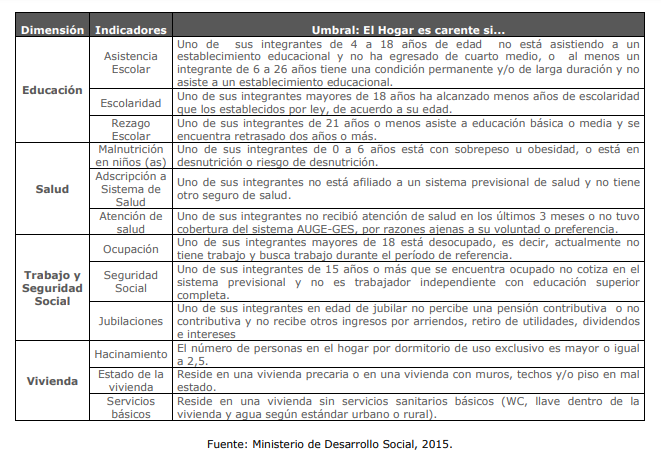 Dimensión Indicadores Umbral: El Hogar es carente si...
Educación
Asistencia
Escolar
Uno de sus integrantes de 4 a 18 años de edad no está asistiendo a un
establecimiento educacional y no ha egresado de cuarto medio, o al menos un
integrante de 6 a 26 años tiene una condición permanente y/o de larga duración y no
asiste a un establecimiento educacional.
Escolaridad
Uno de sus integrantes mayores de 18 años ha alcanzado menos años de escolaridad
que los establecidos por ley, de acuerdo a su edad.
Rezago
Escolar
Uno de sus integrantes de 21 años o menos asiste a educación básica o media y se
encuentra retrasado dos años o más.
Salud
Malnutrición
en niños (as)
Uno de sus integrantes de 0 a 6 años está con sobrepeso u obesidad, o está en
desnutrición o riesgo de desnutrición.
Adscripción a
Sistema de
Salud
Uno de sus integrantes no está afiliado a un sistema previsional de salud y no tiene
otro seguro de salud.
Atención de
salud
Uno de sus integrantes no recibió atención de salud en los últimos 3 meses o no tuvo
cobertura del sistema AUGE-GES, por razones ajenas a su voluntad o preferencia.
Trabajo y
Seguridad
Social
Ocupación
Uno de sus integrantes mayores de 18 está desocupado, es decir, actualmente no
tiene trabajo y busca trabajo durante el período de referencia.
Seguridad
Social
Uno de sus integrantes de 15 años o más que se encuentra ocupado no cotiza en el
sistema previsional y no es trabajador independiente con educación superior
completa.
Jubilaciones
Uno de sus integrantes en edad de jubilar no percibe una pensión contributiva o no
contributiva y no recibe otros ingresos por arriendos, retiro de utilidades, dividendos
e intereses
Vivienda
Hacinamiento
El número de personas en el hogar por dormitorio de uso exclusivo es mayor o igual
a 2,5.
Estado de la
vivienda
Reside en una vivienda precaria o en una vivienda con muros, techos y/o piso en mal
estado.
Servicios
básicos
Reside en una vivienda sin servicios sanitarios básicos (WC, llave dentro de la
vivienda y agua según estándar urbano o rural).
Fuente: Ministerio de Desarrollo Social, 2015.